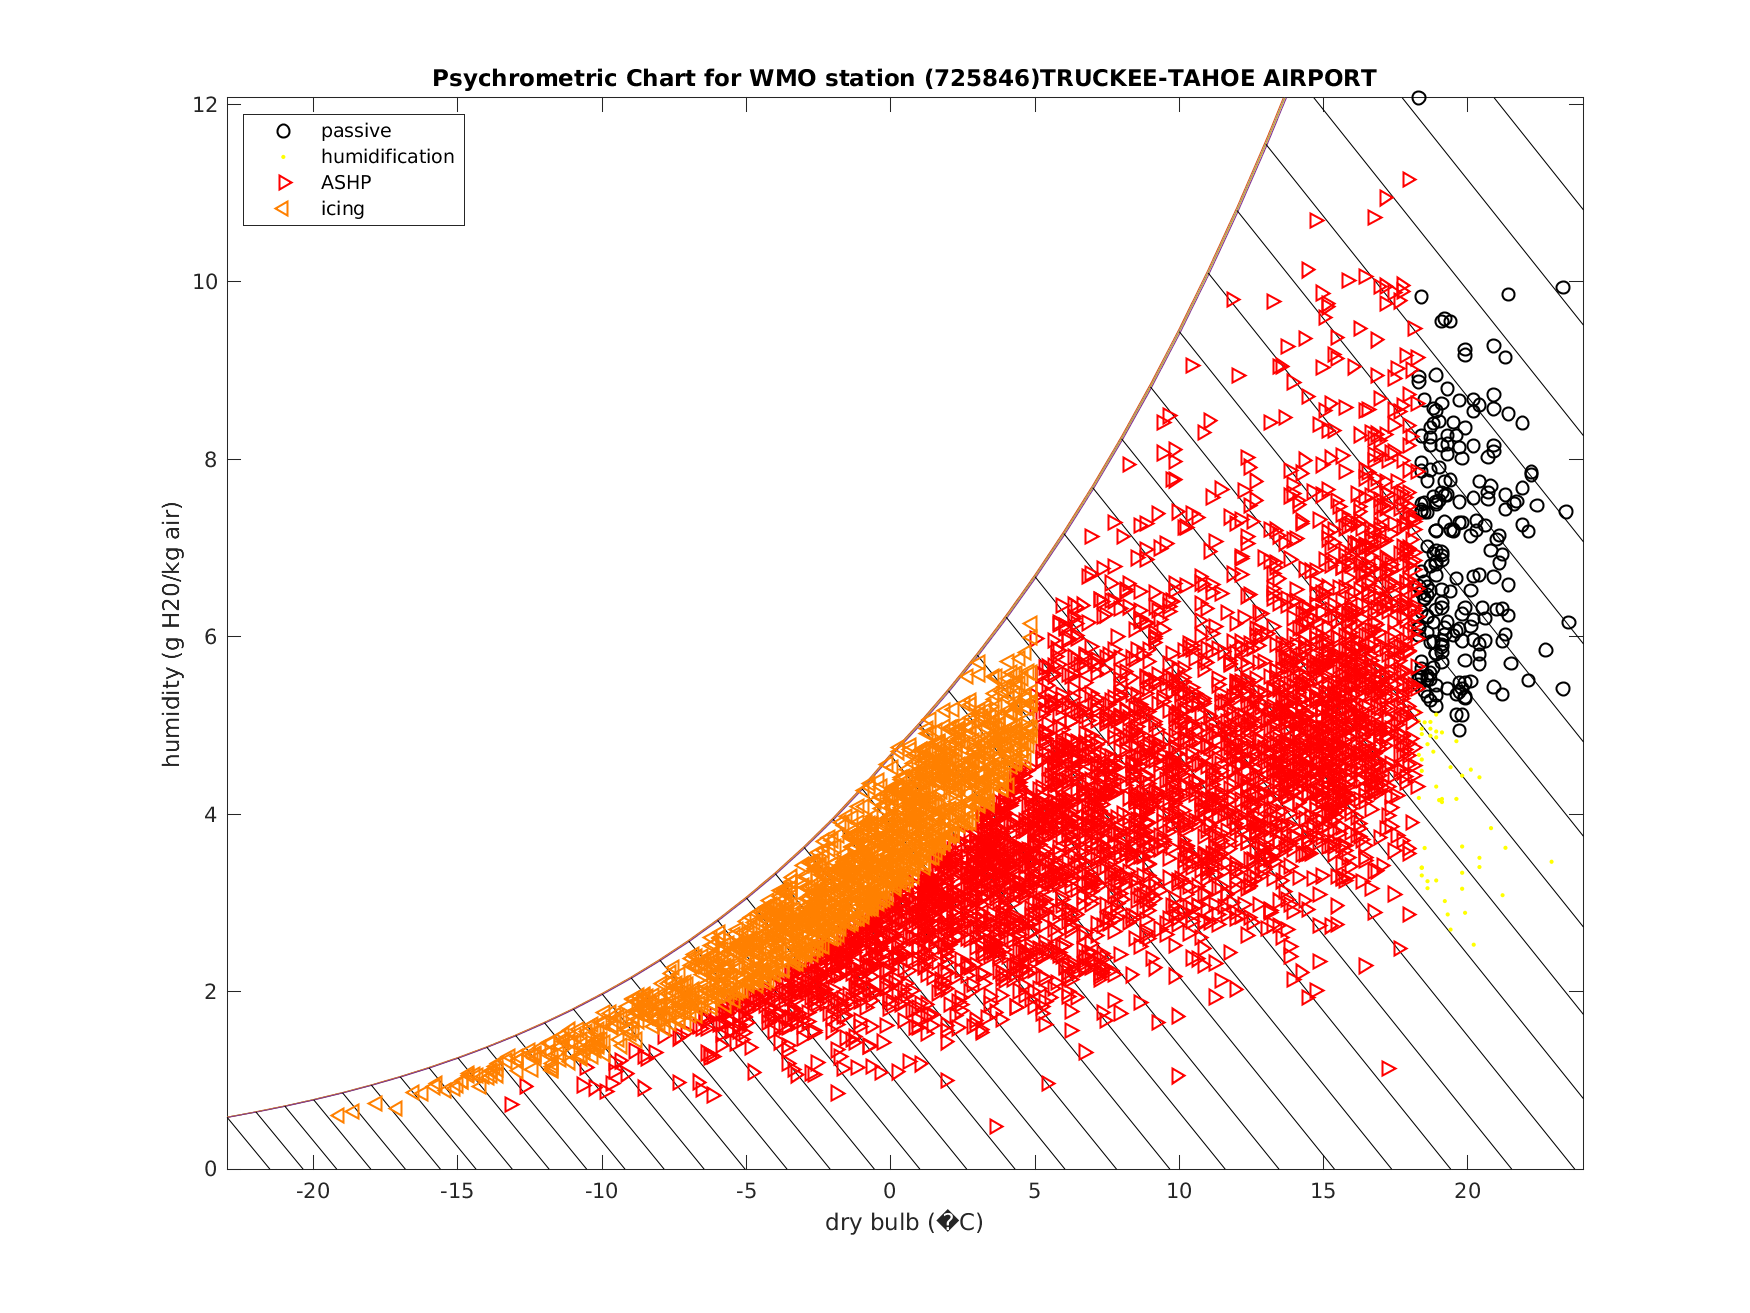 Psychrometric Chart for WMO station (725846)TRUCKEE-TAHOE AIRPORT
passive
humidification
ASHP
icing
humidity (g H20/kg air)
12
10
8
6
4
2
0
-20 -15 -10 -5 0 5 10 15 20
dry bulb (�C)